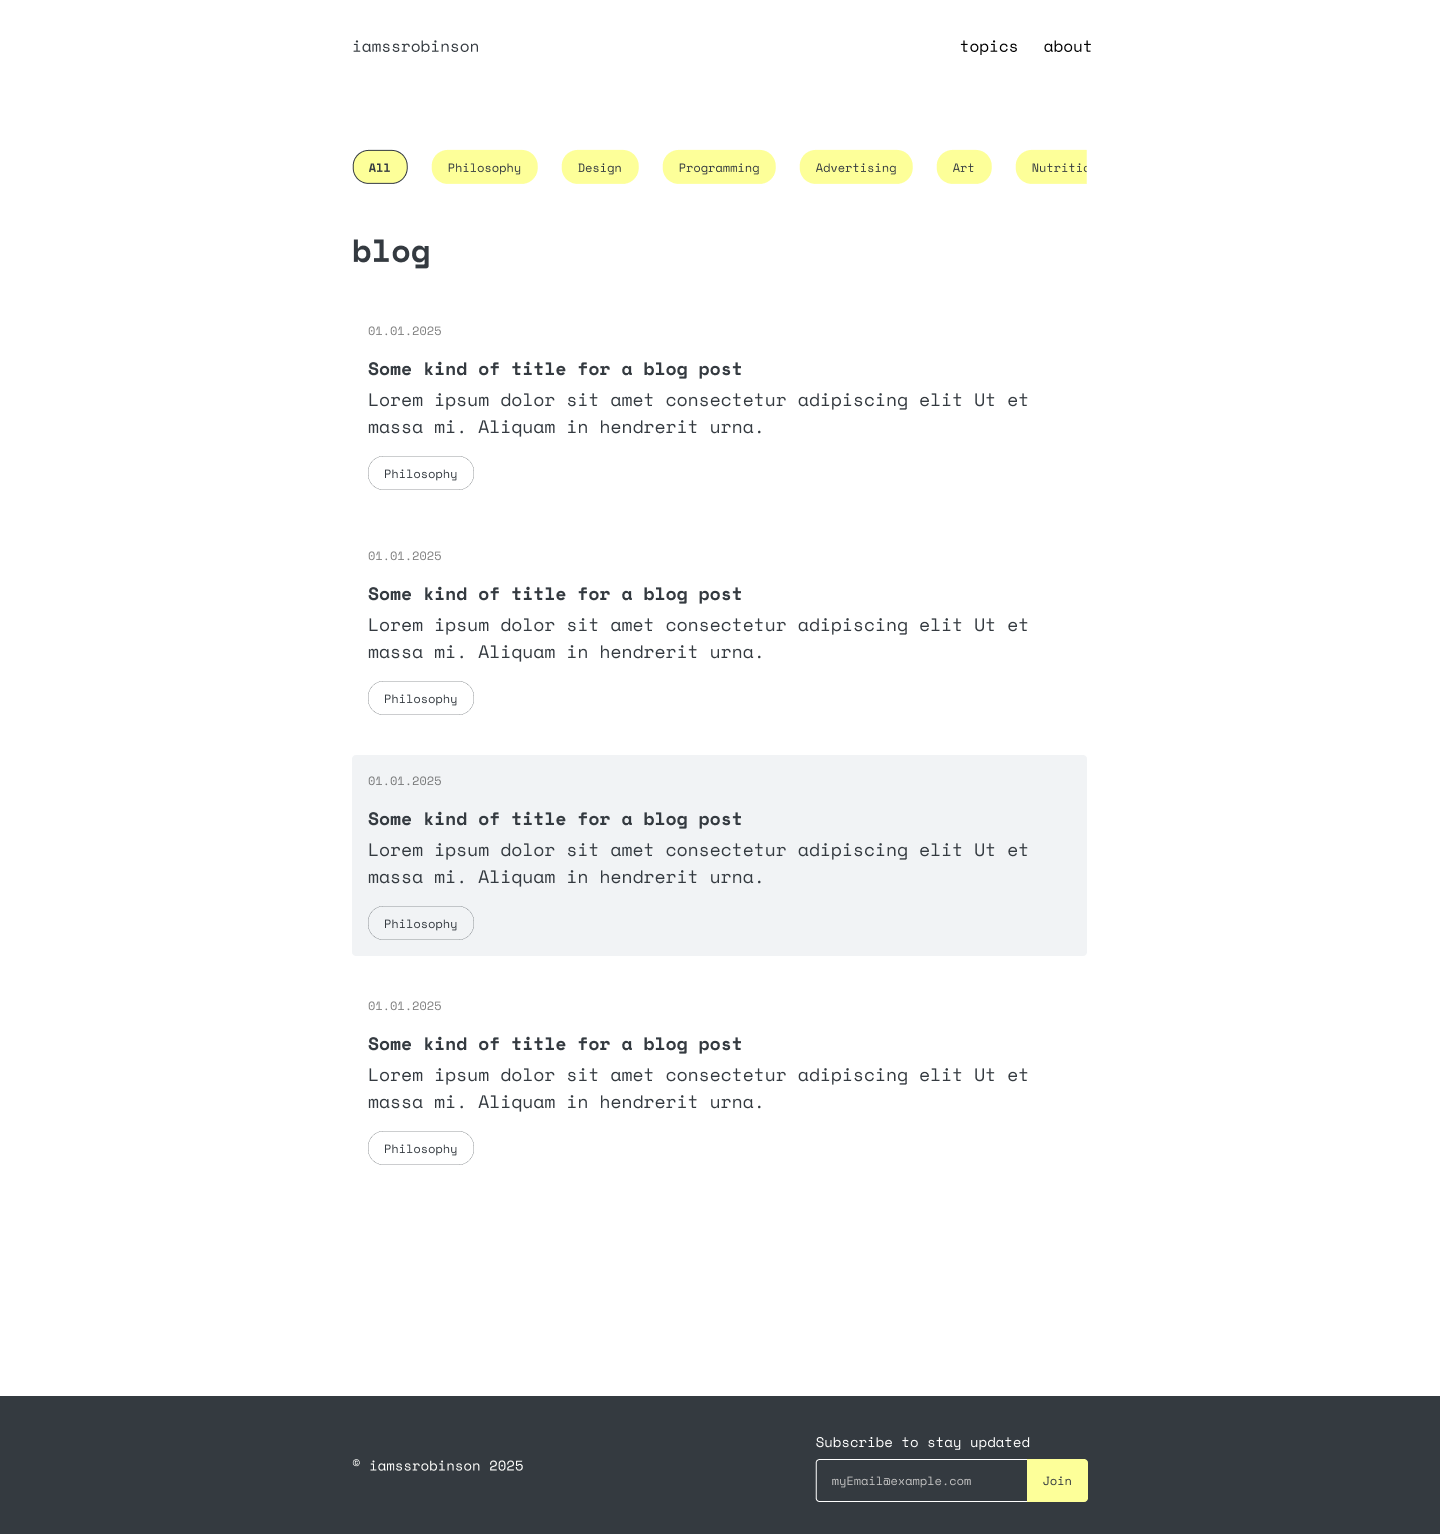 iamssrobinson topics about
All Philosophy Design Programming Advertising Art
blog
01.01.2025
Some kind of title for a blog post
Lorem ipsum dolor sit amet consectetur adipiscing elit Ut et
massa mi. Aliquam in hendrerit urna.
Philosophy
01.01.2025
Some kind of title for a blog post
Lorem ipsum dolor sit amet consectetur adipiscing elit Ut et
massa mi. Aliquam in hendrerit urna.
Philosophy
01.01.2025
Some kind of title for a blog post
Lorem ipsum dolor sit amet consectetur adipiscing elit Ut et
massa mi. Aliquam in hendrerit urna.
Philosophy
01.01.2025
Some kind of title for a blog post
Lorem ipsum dolor sit amet consectetur adipiscing elit Ut et
massa mi. Aliquam in hendrerit urna.
Philosophy
Subscribe to stay updated
© iamssrobinson 2025
myEmail@example.com Join